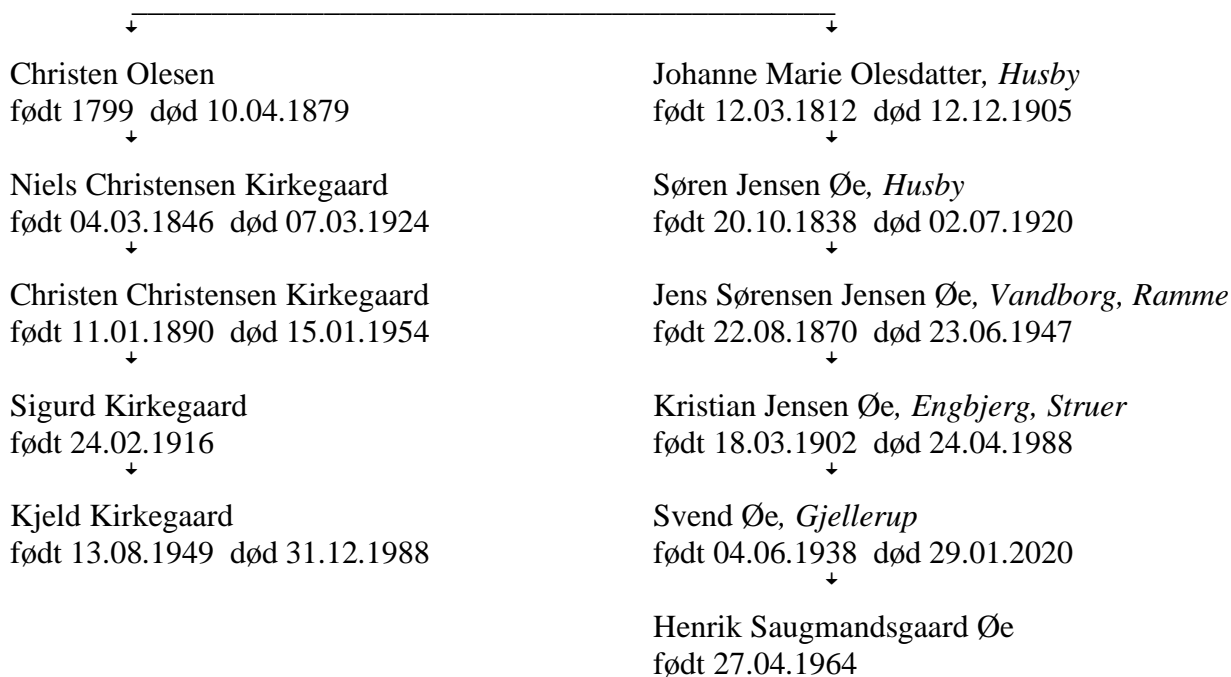 Christen Olesen
født 1799 død 10.04.1879
Niels Christensen Kirkegaard
født 04.03.1846 død 07.03.1924
Christen Christensen Kirkegaard
født 11.01.1890 død 15.01.1954
Sigurd Kirkegaard
født 24.02.1916
Kjeld Kirkegaard
født 13.08.1949 død 31.12.1988
Johanne Marie Olesdatter, Husby
født 12.03.1812 død 12.12.1905
Søren Jensen Øe, Husby
født 20.10.1838 død 02.07.1920
Jens Sørensen Jensen Øe, Vandborg, Ramme
født 22.08.1870 død 23.06.1947
Kristian Jensen Øe, Engbjerg, Struer
født 18.03.1902 død 24.04.1988
Svend Øe, Gjellerup
født 04.06.1938 død 29.01.2020
Henrik Saugmandsgaard Øe
født 27.04.1964